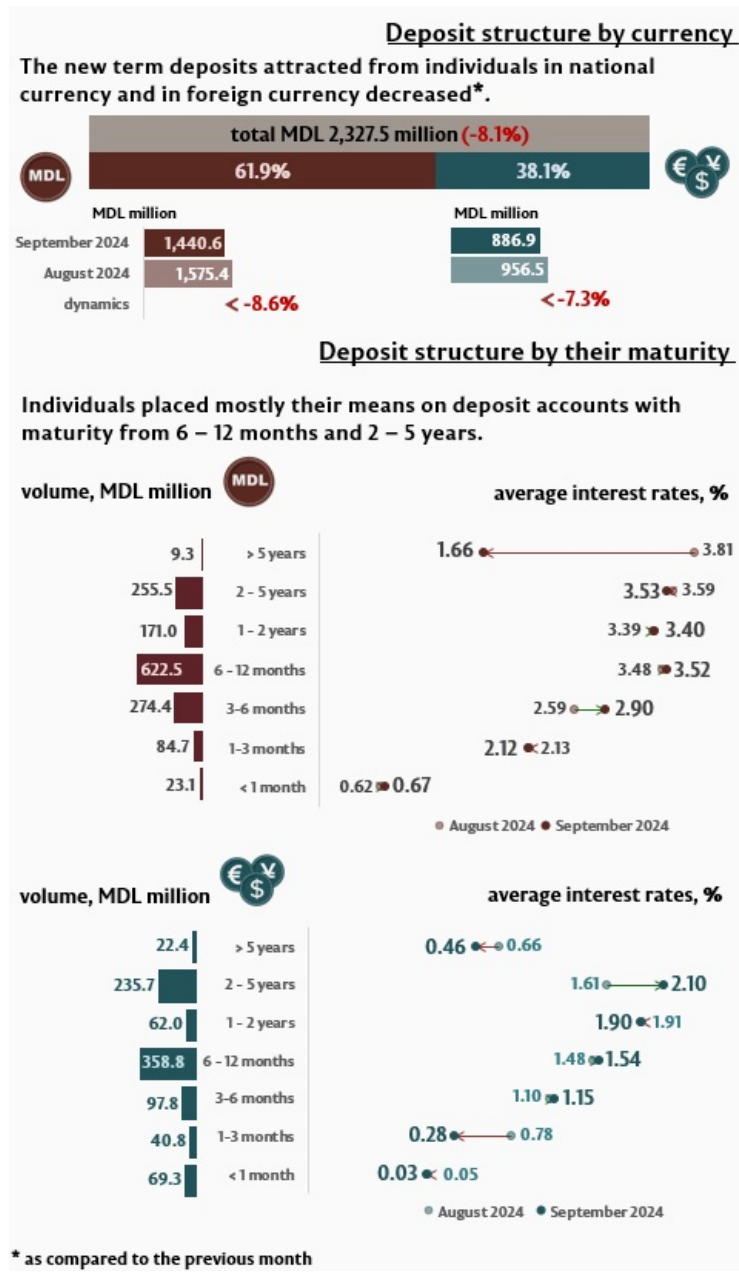 Deposit structure by currency
The new term deposits attracted from individuals in national
currency and in foreign currency decreased*.
total MDL 2,327.5 million (-8.1%)
MDL 61.9% 38.1% € ¥ $
MDL million MDL million
September 2024 1,440.6 886.9
August 2024 1,575.4 956.5
dynamics < -8.6% < -7.3%
Deposit structure by their maturity
Individuals placed mostly their means on deposit accounts with
maturity from 6 – 12 months and 2 – 5 years.
volume, MDL million MDL average interest rates, %
9.3 > 5 years 1.66 3.81
255.5 2 - 5 years 3.53 3.59
171.0 1 - 2 years 3.39 3.40
622.5 6 - 12 months 3.48 3.52
274.4 3-6 months 2.59 2.90
84.7 1-3 months 2.12 2.13
23.1 < 1 month 0.62 0.67
August 2024 September 2024
volume, MDL million € ¥ $ average interest rates, %
22.4 > 5 years 0.46 0.66
235.7 2 - 5 years 1.61 2.10
62.0 1 - 2 years 1.90 1.91
358.8 6 - 12 months 1.48 1.54
97.8 3-6 months 1.10 1.15
40.8 1-3 months 0.28 0.78
69.3 < 1 month 0.03 0.05
August 2024 September 2024
* as compared to the previous month